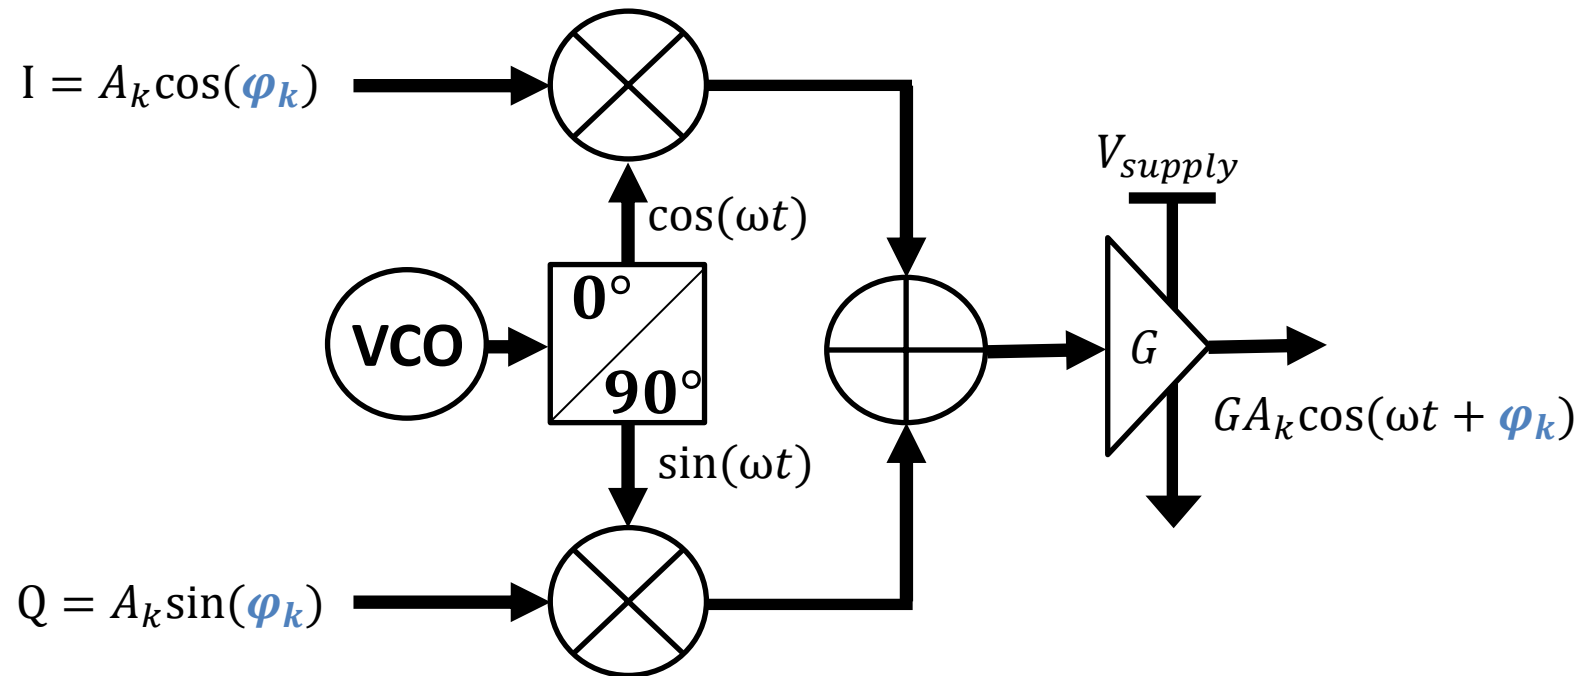 I = A_k cos(φ_k)
V_supply
cos(ωt)
0°
VCO
G
90°
GA_k cos(ωt + φ_k)
sin(ωt)
Q = A_k sin(φ_k)